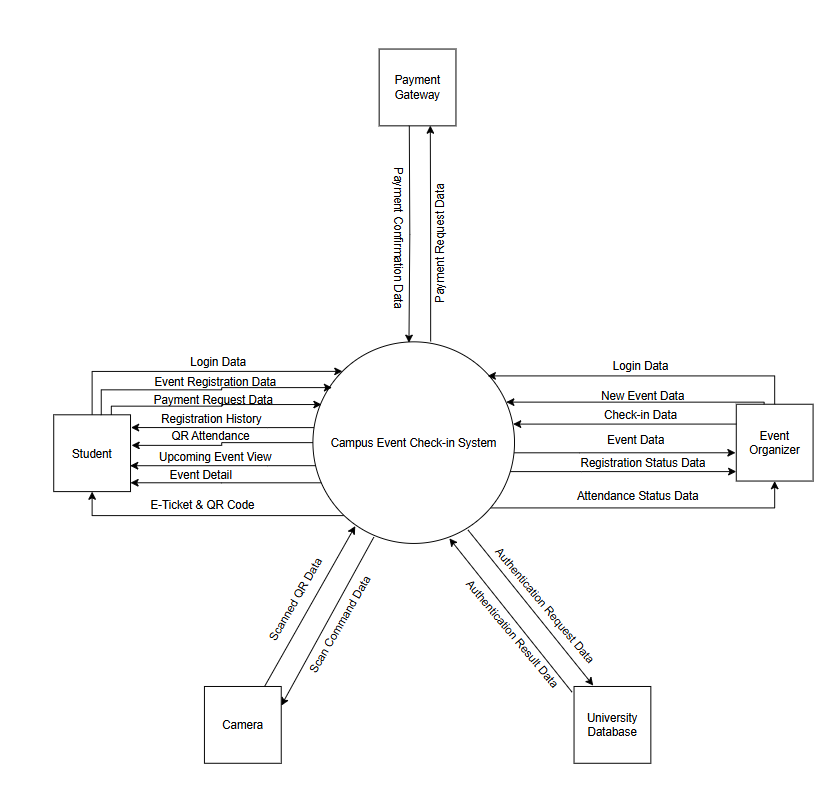 Payment
Gateway
Payment Confirmation Data
Payment Request Data
Login Data
Event Registration Data
Payment Request Data
Registration History
QR Attendance
Upcoming Event View
Event Detail
E-Ticket & QR Code
Student
Campus Event Check-in System
Login Data
New Event Data
Check-in Data
Event Data
Registration Status Data
Attendance Status Data
Event
Organizer
Scanned QR Data
Scan Command Data
Authentication Request Data
Authentication Result Data
Camera
University
Database